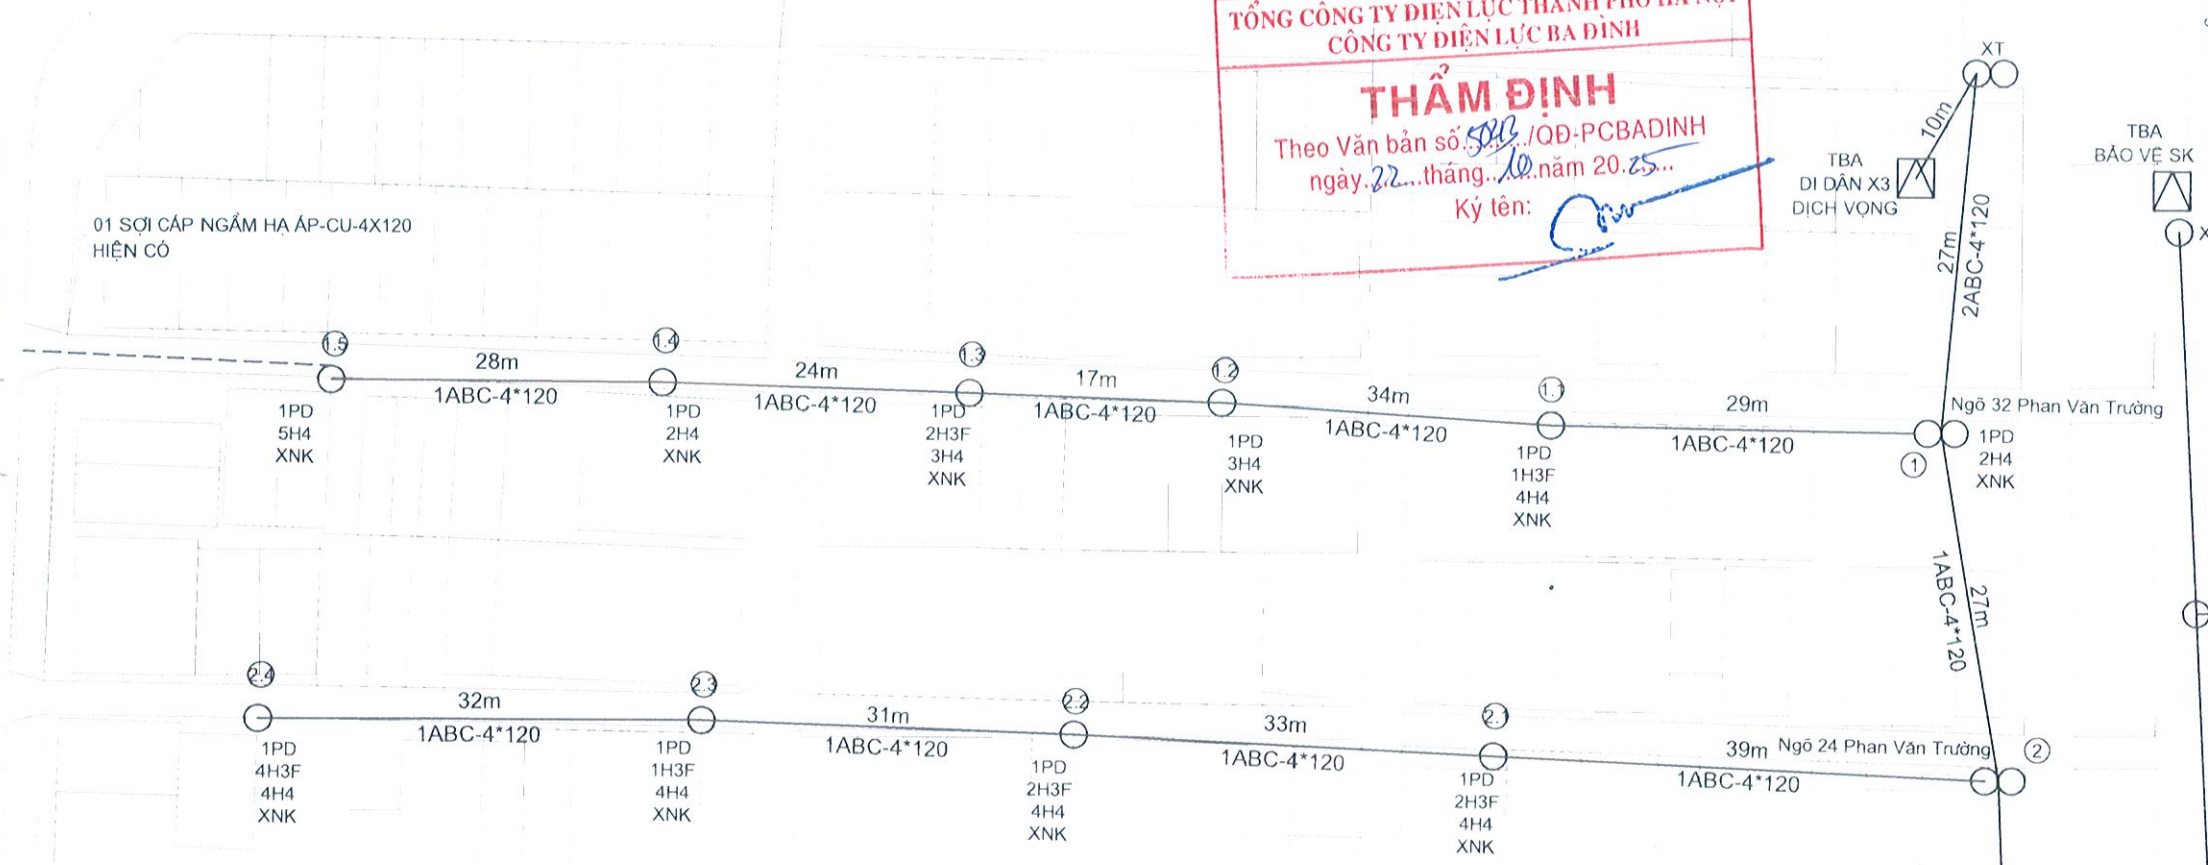 TỔNG CÔNG TY ĐIỆN LỰC THÀNH PHỐ HÀ NỘI
CÔNG TY ĐIỆN LỰC BA ĐÌNH
THẨM ĐỊNH
Theo Văn bản số 5043 /QĐ-PCBADINH
ngày 22 tháng 10 năm 20.25
Ký tên:
XT
10m
TBA
DI DÂN X3
DỊCH VỌNG
TBA
BẢO VỆ SK
27m
2ABC-4*120
01 SỢI CÁP NGẦM HẠ ÁP-CU-4X120
HIỆN CÓ
1.5
28m
1ABC-4*120
1.4
24m
1ABC-4*120
1.3
17m
1ABC-4*120
1.2
34m
1ABC-4*120
1.1
29m
1ABC-4*120
Ngõ 32 Phan Văn Trường
1
1PD
5H4
XNK
1PD
2H4
XNK
1PD
2H3F
3H4
XNK
1PD
3H4
XNK
1PD
1H3F
4H4
XNK
1PD
2H4
XNK
27m
1ABC-4*120
2.4
32m
1ABC-4*120
2.3
31m
1ABC-4*120
2.2
33m
1ABC-4*120
2.1
39m
1ABC-4*120
Ngõ 24 Phan Văn Trường
2
1PD
4H3F
4H4
XNK
1PD
1H3F
4H4
XNK
1PD
2H3F
4H4
XNK
1PD
2H3F
4H4
XNK